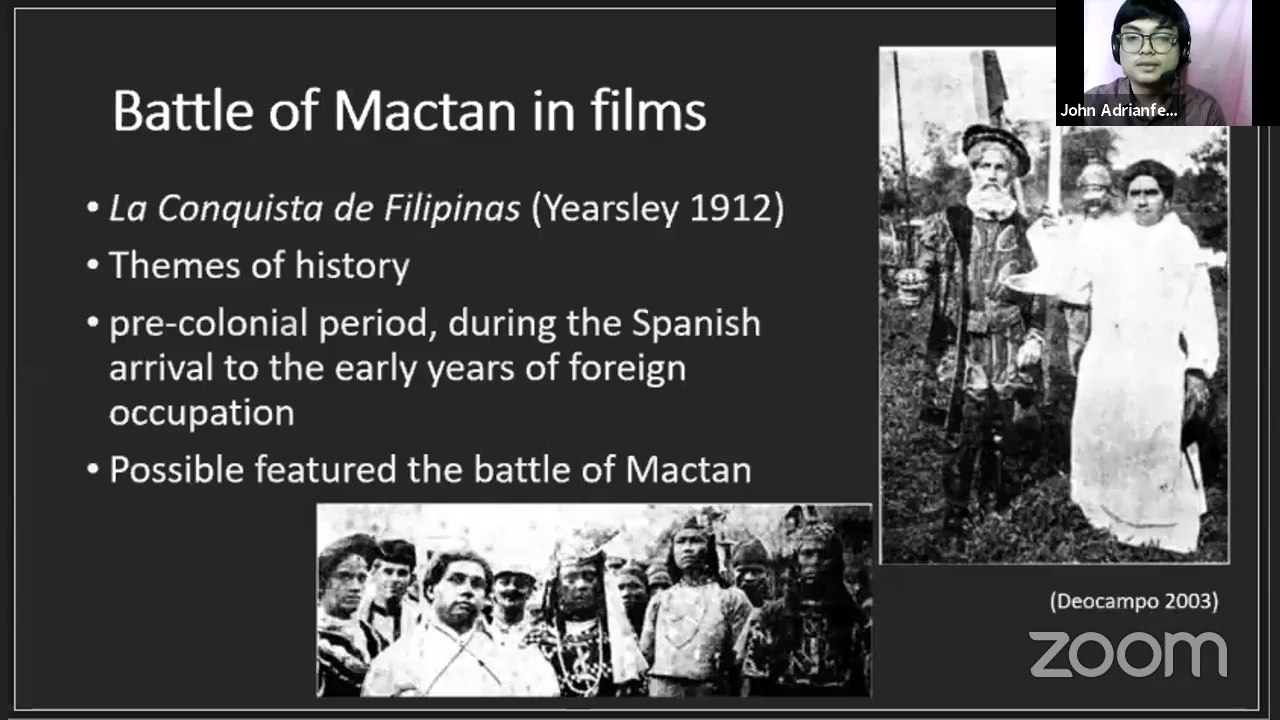 John Adrianfe...
Battle of Mactan in films
• La Conquista de Filipinas (Yearsley 1912)
• Themes of history
• pre-colonial period, during the Spanish
arrival to the early years of foreign
occupation
• Possible featured the battle of Mactan
(Deocampo 2003)
zoom